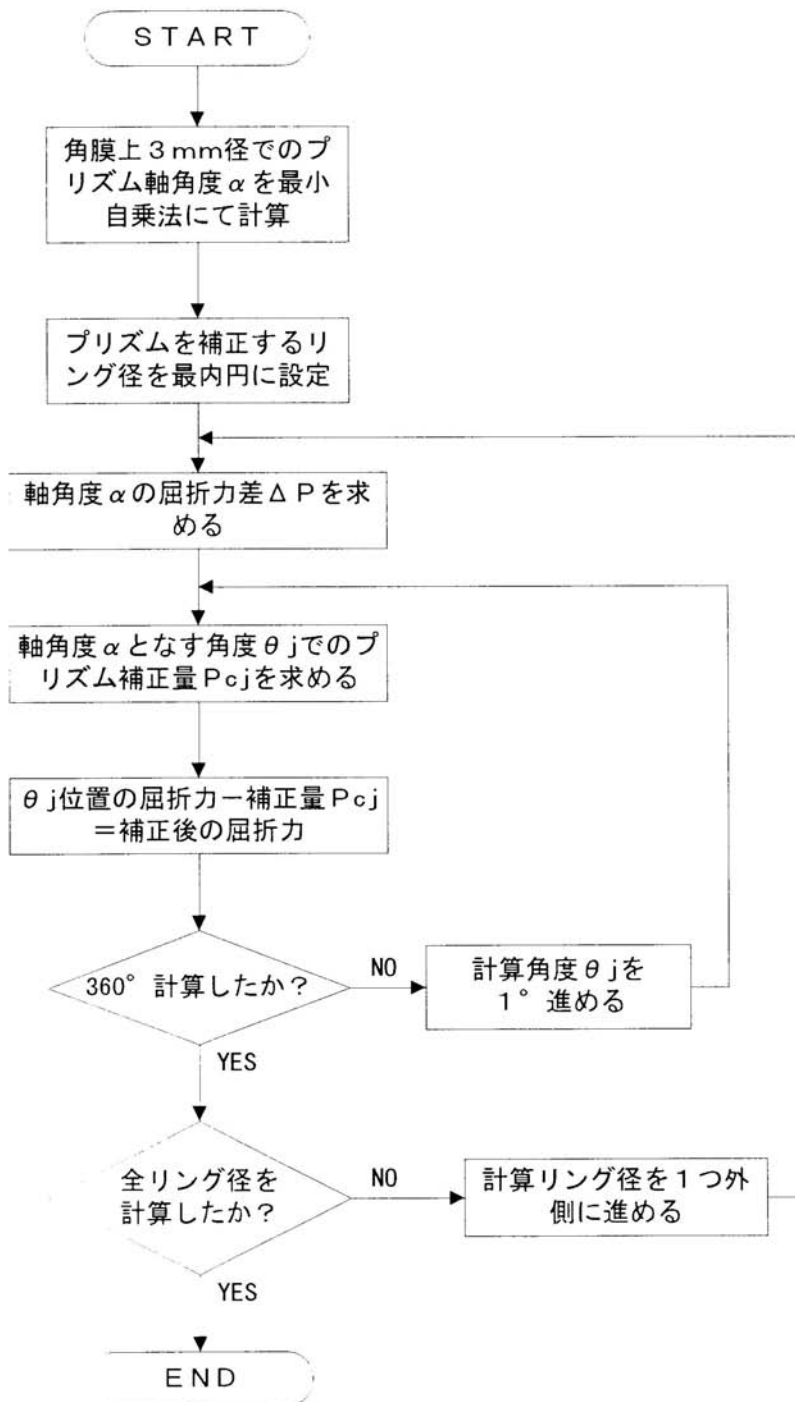 ＳＴＡＲＴ
角膜上３ｍｍ径でのプ
リズム軸角度αを最小
自乗法にて計算
プリズムを補正するリ
ング径を最内円に設定
軸角度αの屈折力差ΔＰを求
める
軸角度αとなす角度θｊでのプ
リズム補正量Ｐｃｊを求める
θｊ位置の屈折力－補正量Ｐｃｊ
＝補正後の屈折力
360°計算したか？
NO
計算角度θｊを
１°進める
YES
全リング径を
計算したか？
NO
計算リング径を１つ外
側に進める
YES
ＥＮＤ